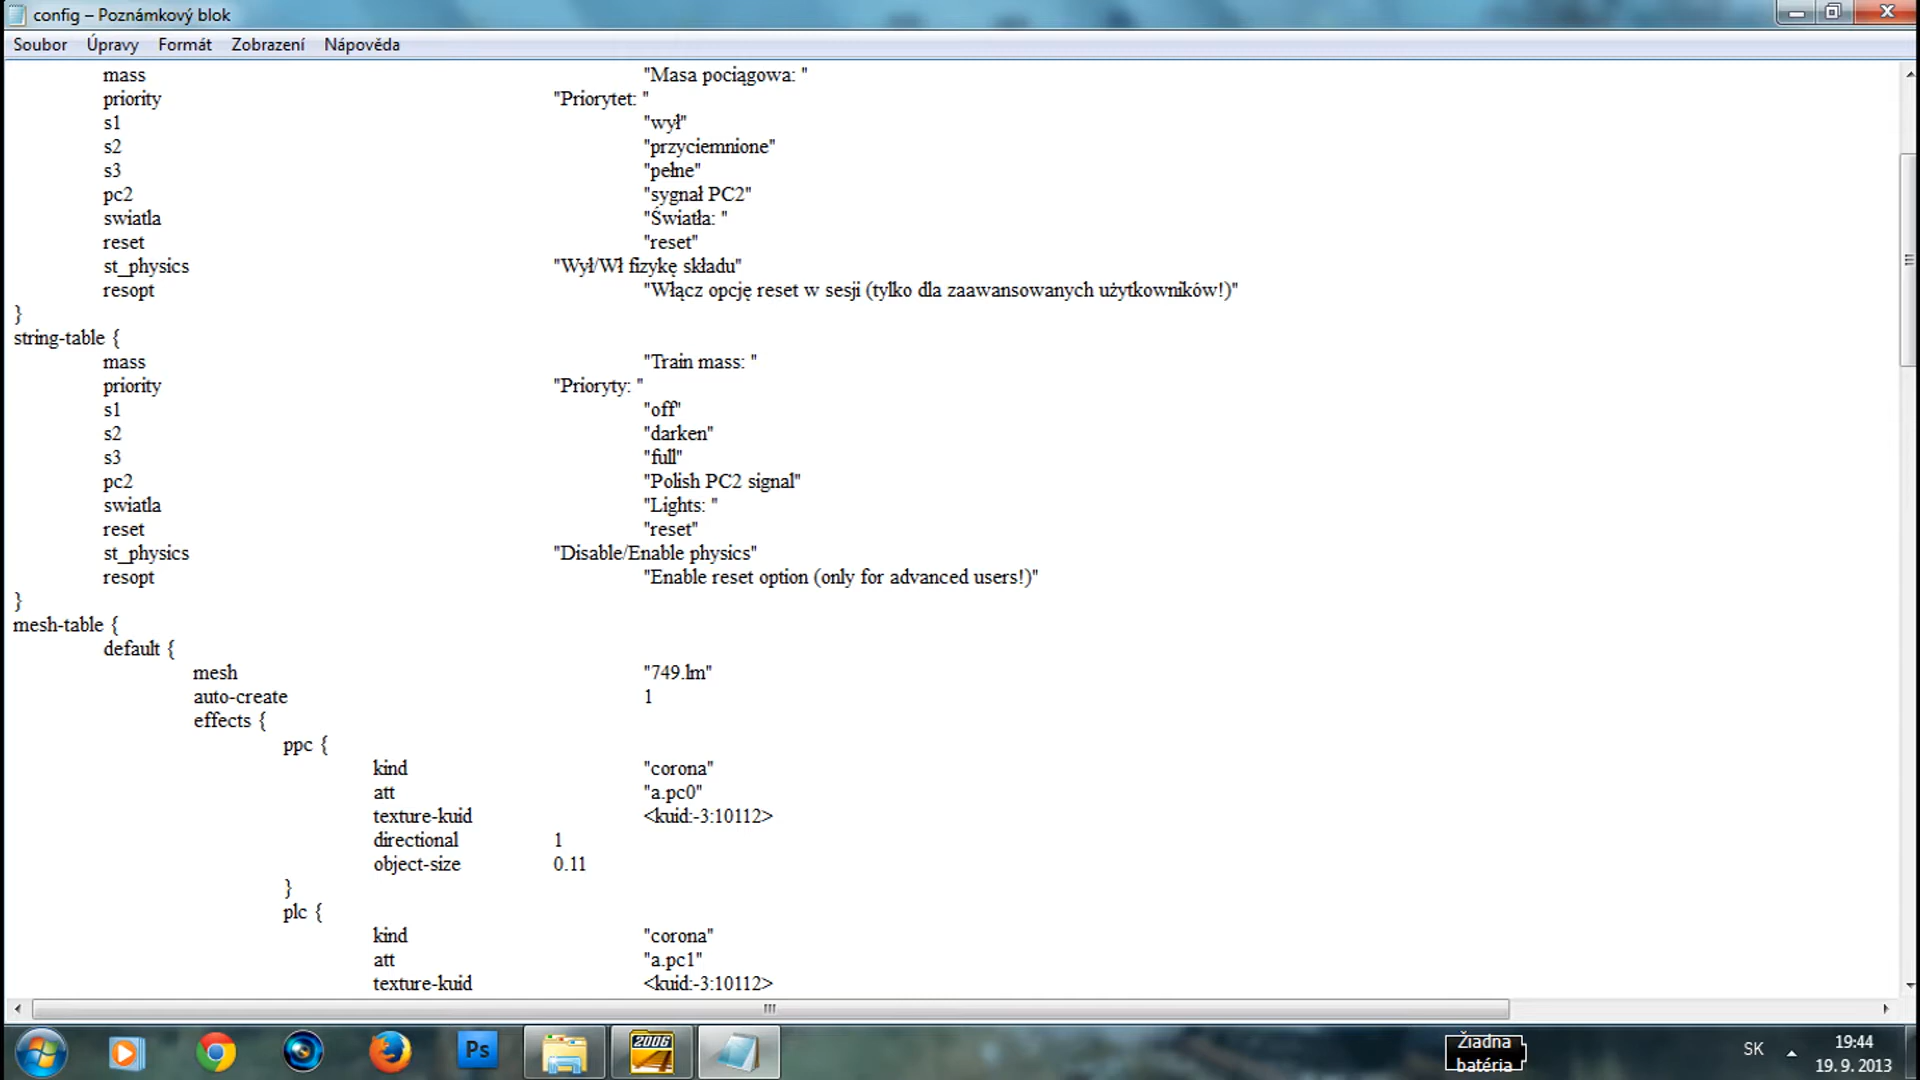 config – Poznámkový blok
Soubor Úpravy Formát Zobrazení Nápověda
mass "Masa pociągowa: "
priority "Priorytet: "
s1 "wył"
s2 "przyciemnione"
s3 "pełne"
pc2 "sygnał PC2"
swiatla "Światła: "
reset "reset"
st_physics "Wył/Wł fizykę składu"
resopt "Włącz opcję reset w sesji (tylko dla zaawansowanych użytkowników!)"
}
string-table {
mass "Train mass: "
priority "Prioryty: "
s1 "off"
s2 "darken"
s3 "full"
pc2 "Polish PC2 signal"
swiatla "Lights: "
reset "reset"
st_physics "Disable/Enable physics"
resopt "Enable reset option (only for advanced users!)"
}
mesh-table {
default {
mesh "749.lm"
auto-create 1
effects {
ppc {
kind "corona"
att "a.pc0"
texture-kuid <kuid:-3:10112>
directional 1
object-size 0.11
}
plc {
kind "corona"
att "a.pc1"
texture-kuid <kuid:-3:10112>
Ps
2006
Žiadna
batéria
SK
19:44
19. 9. 2013